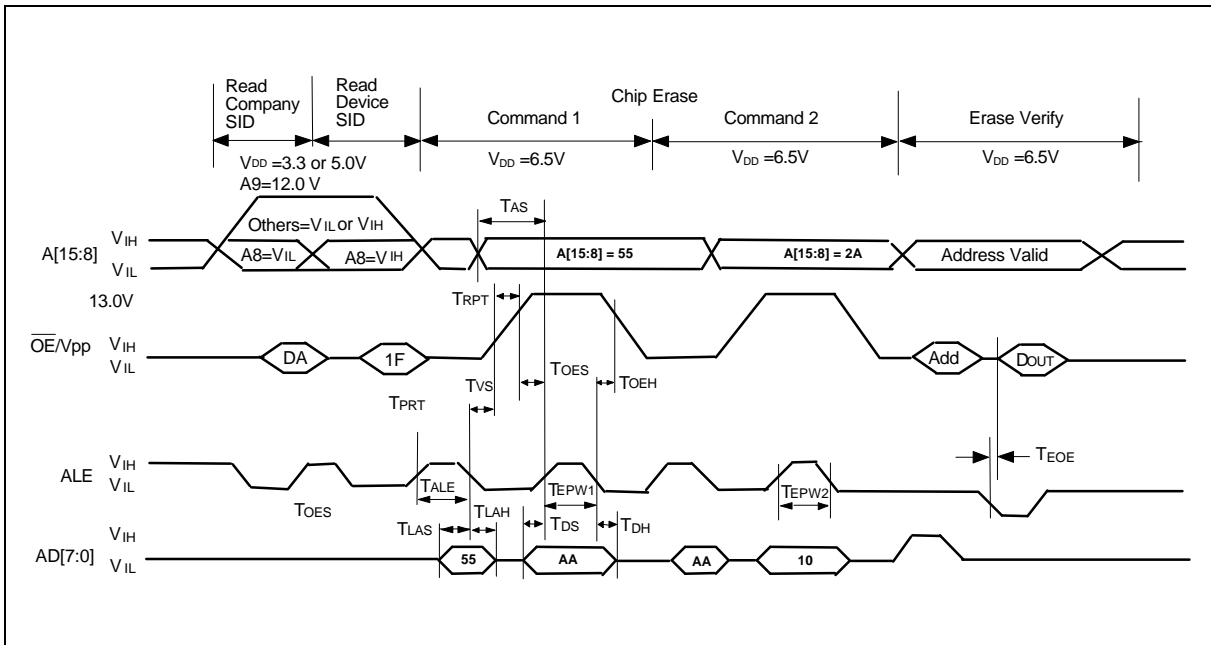 Read Company SID
Read Device SID
Chip Erase
Command 1
Command 2
Erase Verify
VDD =3.3 or 5.0V
VDD =6.5V
VDD =6.5V
VDD =6.5V
A9=12.0 V
TAS
Others=VIL or VIH
A[15:8]
VIH
VIL
A8=VIL
A8=VIH
A[15:8] = 55
A[15:8] = 2A
Address Valid
13.0V
TRPT
OE/Vpp
VIH
VIL
DA
1F
Add
DOUT
TOES
TOEH
TVS
TPRT
ALE
VIH
VIL
TEOE
TALE
TEPW1
TEPW2
TOES
TLAH
TLAS
TDS
TDH
AD[7:0]
VIH
VIL
55
AA
AA
10